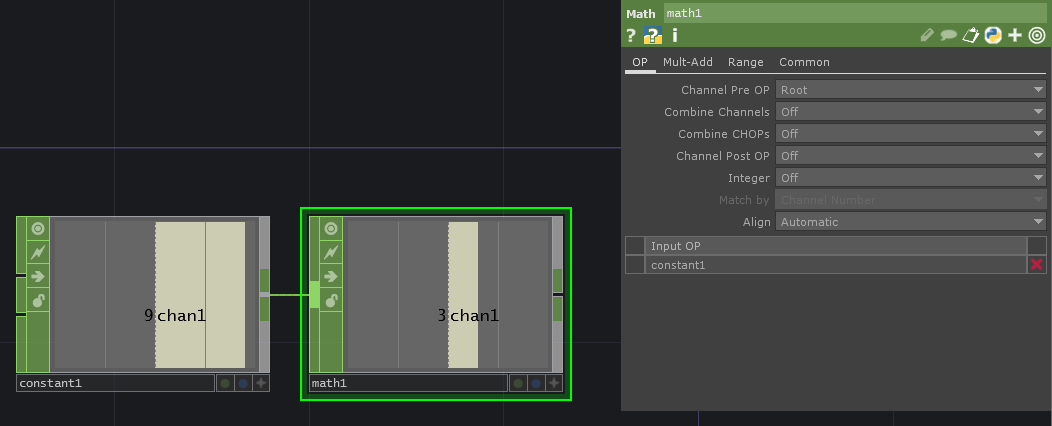 Math math1
? ? i
OP Mult-Add Range Common
Channel Pre OP Root
Combine Channels Off
Combine CHOPs Off
Channel Post OP Off
Integer Off
Match by Channel Number
Align Automatic
Input OP
constant1
9 chan1
constant1
3 chan1
math1